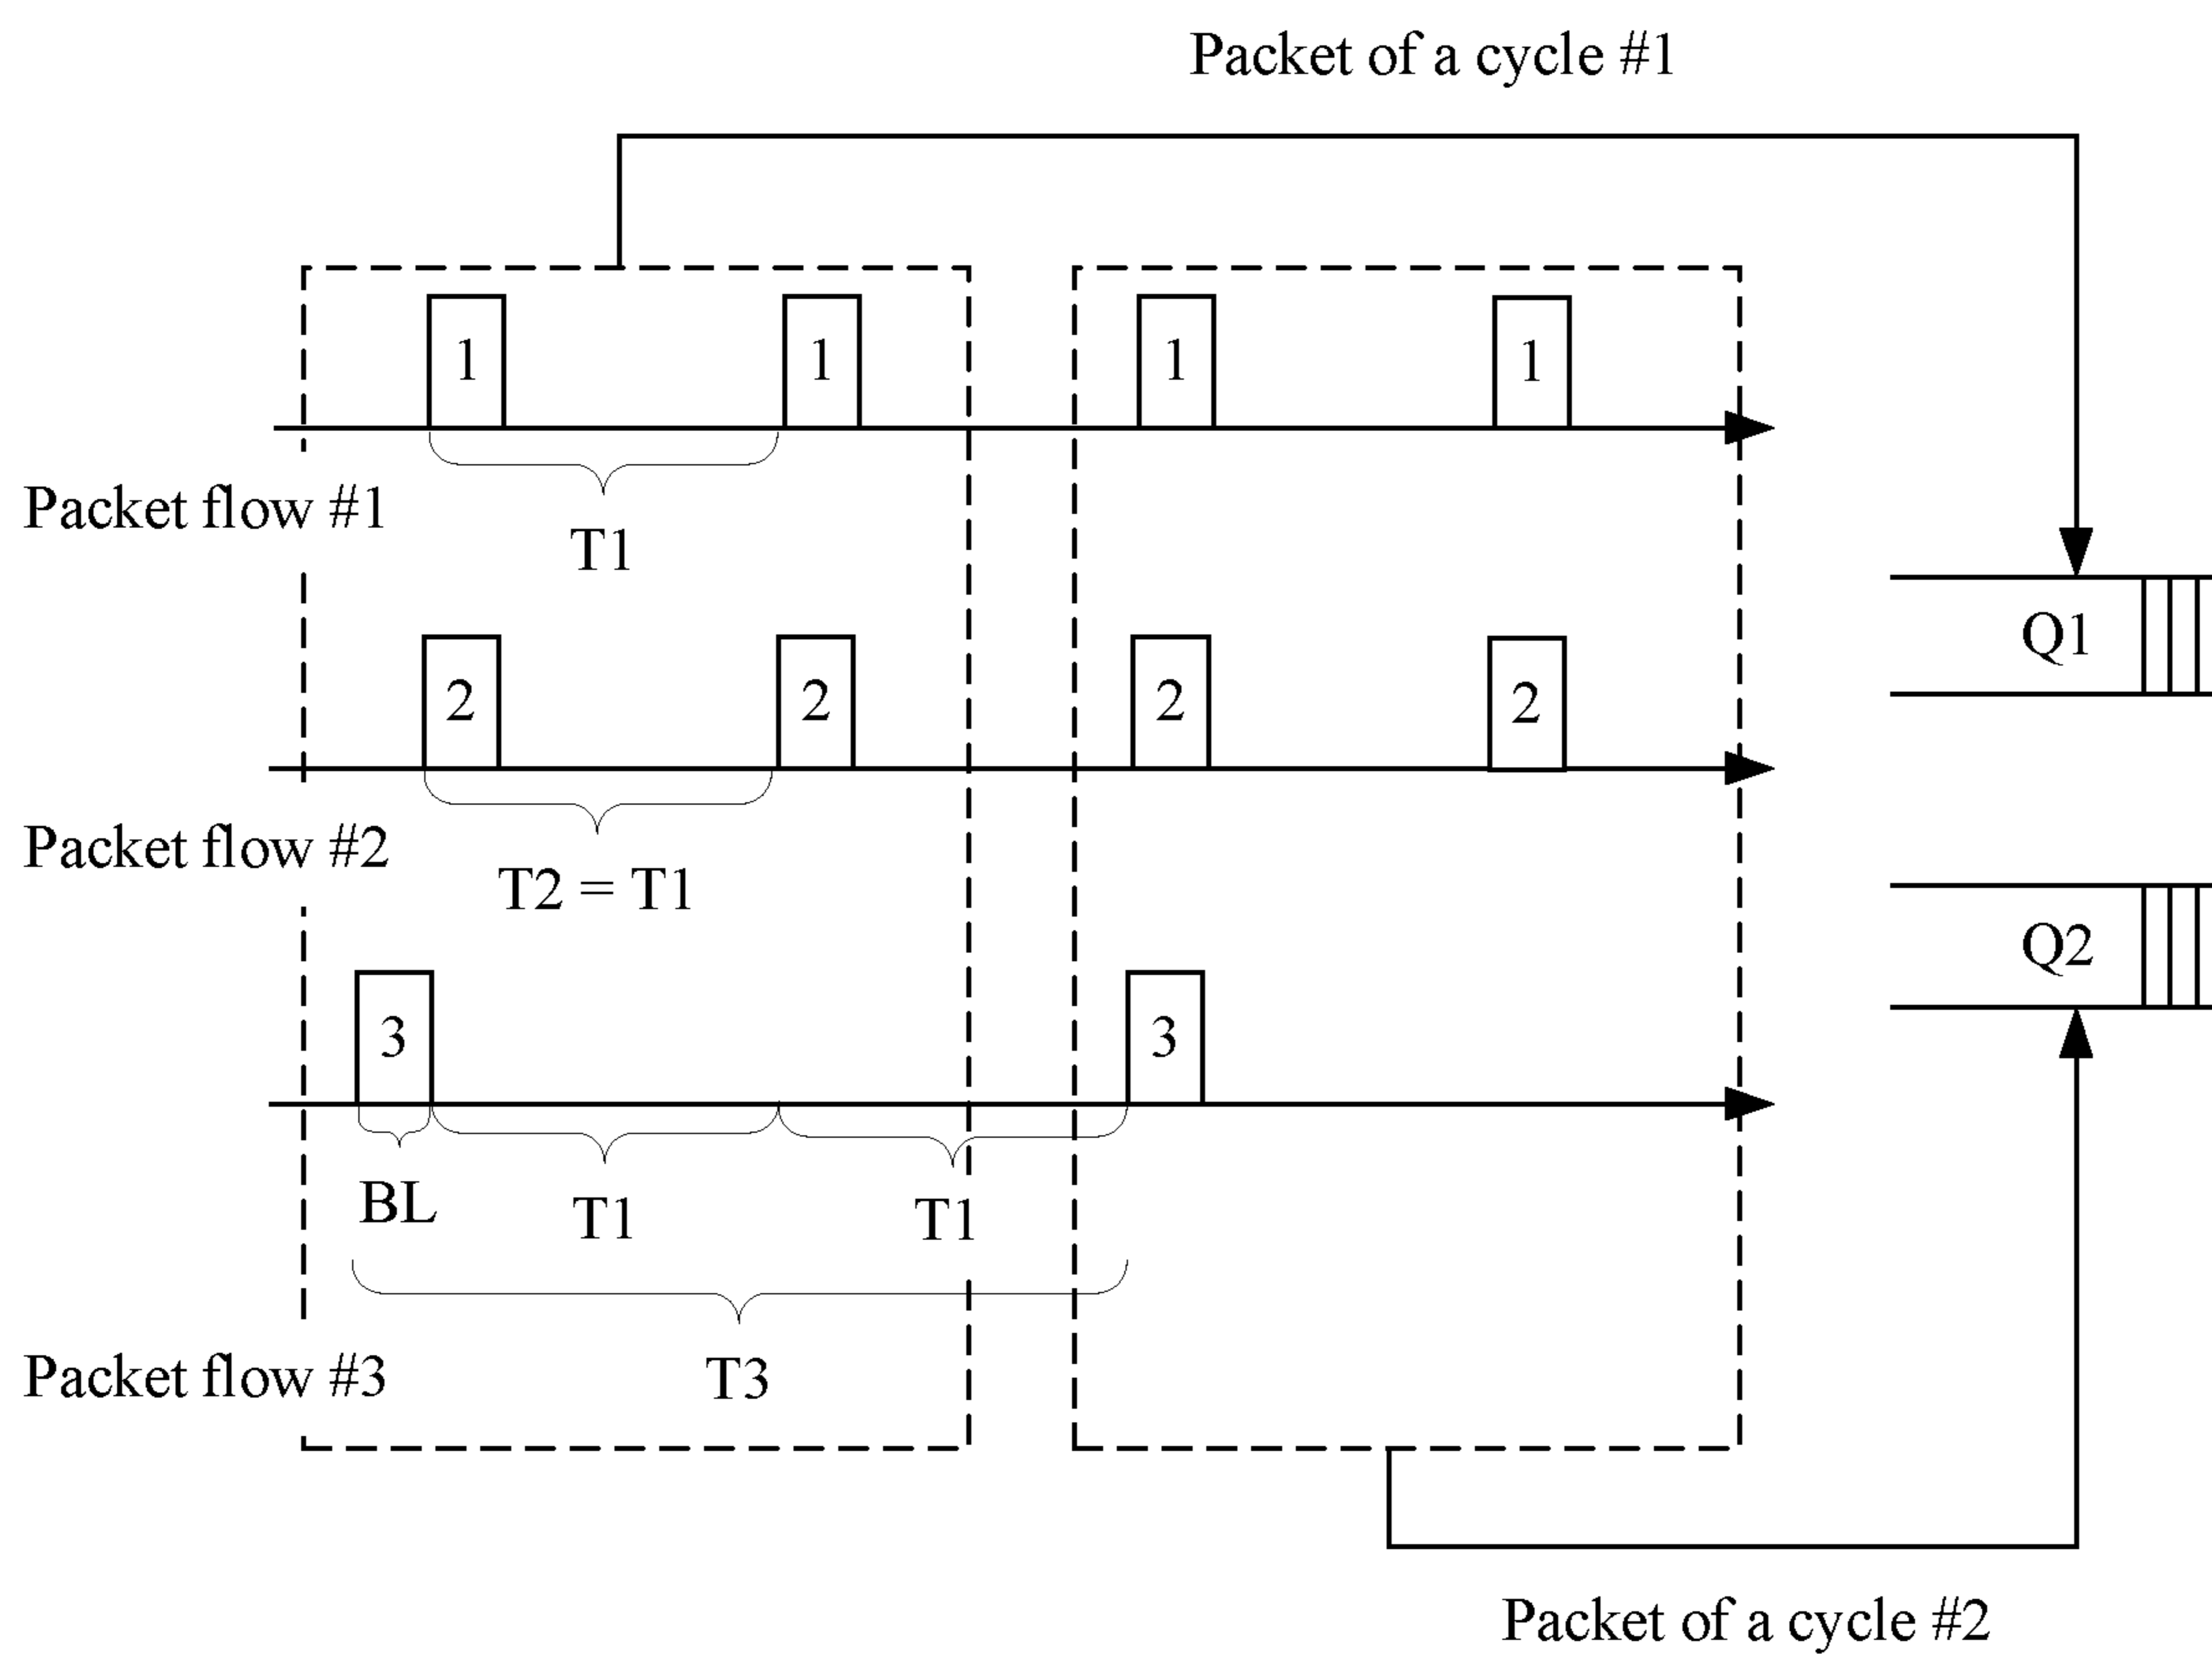 Packet of a cycle #1
1 1 1 1
Packet flow #1
T1
Q1
2 2 2 2
Packet flow #2
T2 = T1
Q2
3 3
BL T1 T1
Packet flow #3
T3
Packet of a cycle #2